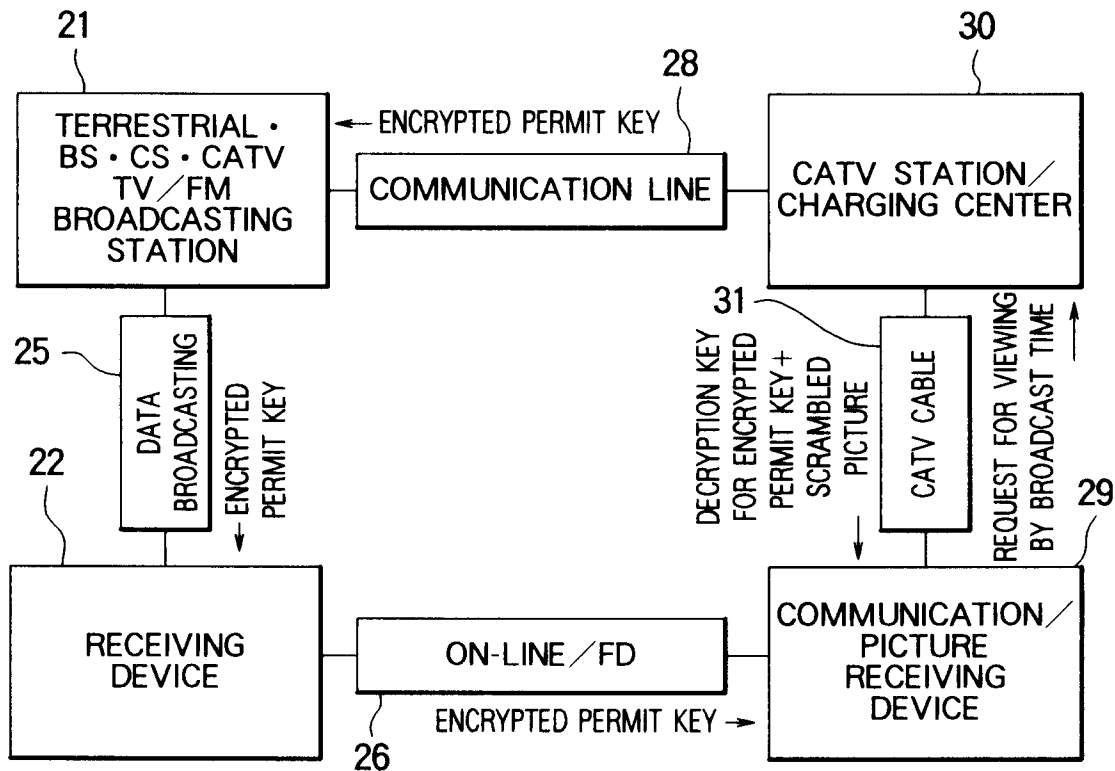 21
30
28
← ENCRYPTED PERMIT KEY
TERRESTRIAL・
BS・CS・CATV
TV／FM
BROADCASTING
STATION
COMMUNICATION LINE
CATV STATION／
CHARGING CENTER
25
DATA
BROADCASTING
ENCRYPTED
PERMIT KEY
→
31
DECRYPTION KEY
FOR ENCRYPTED
PERMIT KEY+
SCRAMBLED
PICTURE
→
CATV CABLE
REQUEST FOR VIEWING
BY BROADCAST TIME
→
22
29
RECEIVING
DEVICE
ON-LINE／FD
COMMUNICATION／
PICTURE
RECEIVING
DEVICE
ENCRYPTED PERMIT KEY →
26